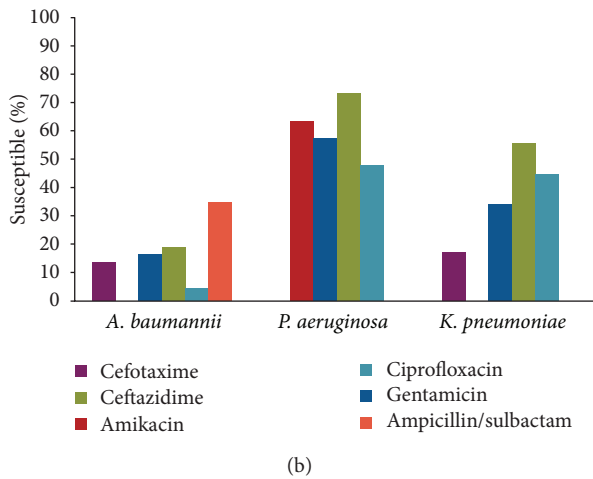 100
90
80
70
60
50
40
30
20
10
0
Susceptible (%)
A. baumannii P. aeruginosa K. pneumoniae
Cefotaxime
Ceftazidime
Amikacin
Ciprofloxacin
Gentamicin
Ampicillin/sulbactam
(b)